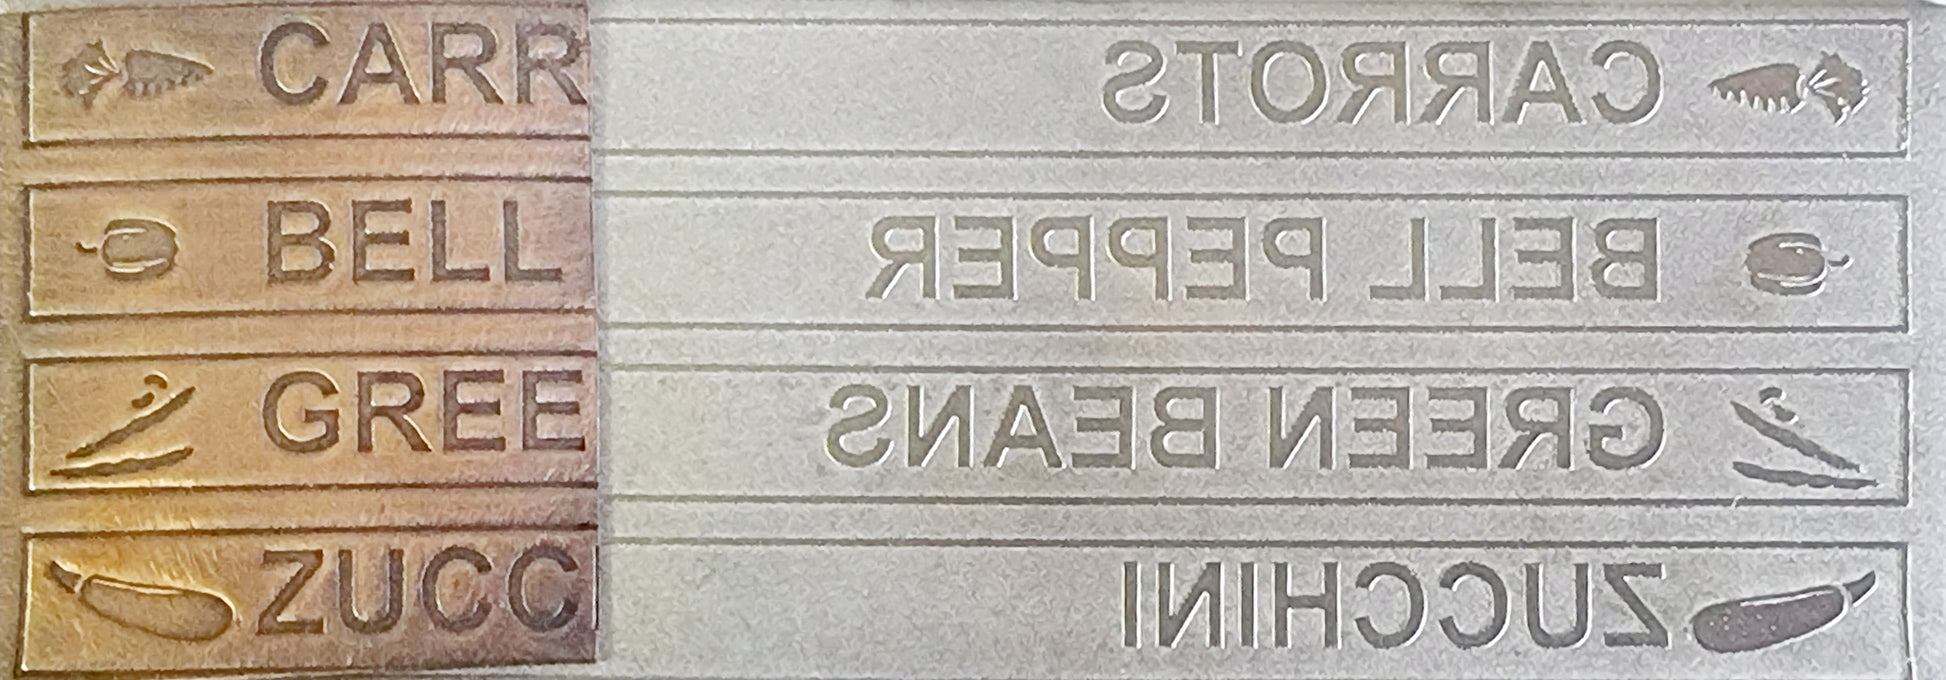 CARR CARROTS
BELL BELL PEPPER
GREE GREEN BEANS
ZUCC ZUCCHINI